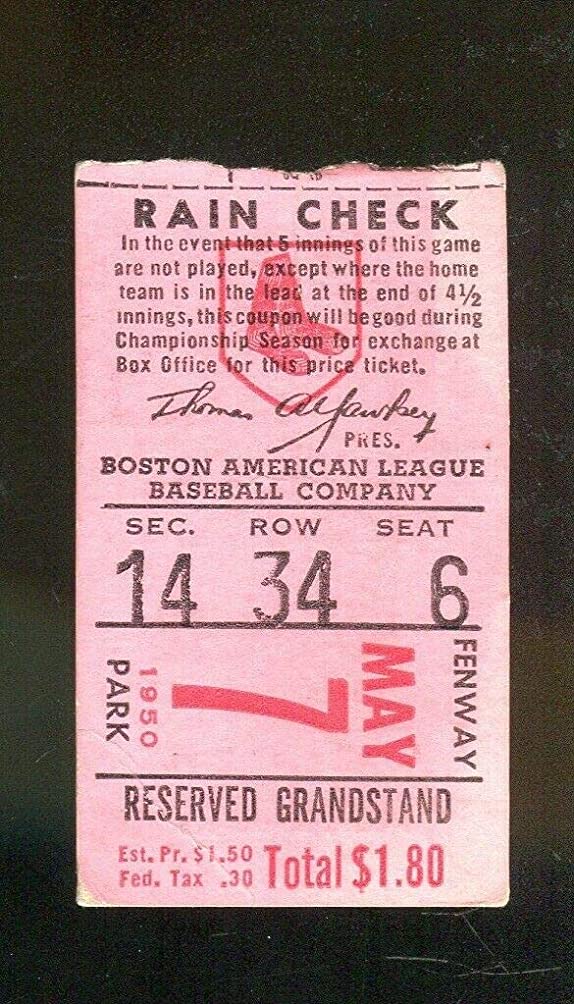 RAIN CHECK
In the event that 5 innings of this game
are not played, except where the home
team is in the lead at the end of 4½
innings, this coupon will be good during
Championship Season for exchange at
Box Office for this price ticket.
Thomas A Yawkey
PRES.
BOSTON AMERICAN LEAGUE
BASEBALL COMPANY
SEC. ROW SEAT
14 34 6
FENWAY
MAY
7
1950
PARK
RESERVED GRANDSTAND
Est. Pr. $1.50
Fed. Tax .30
Total $1.80